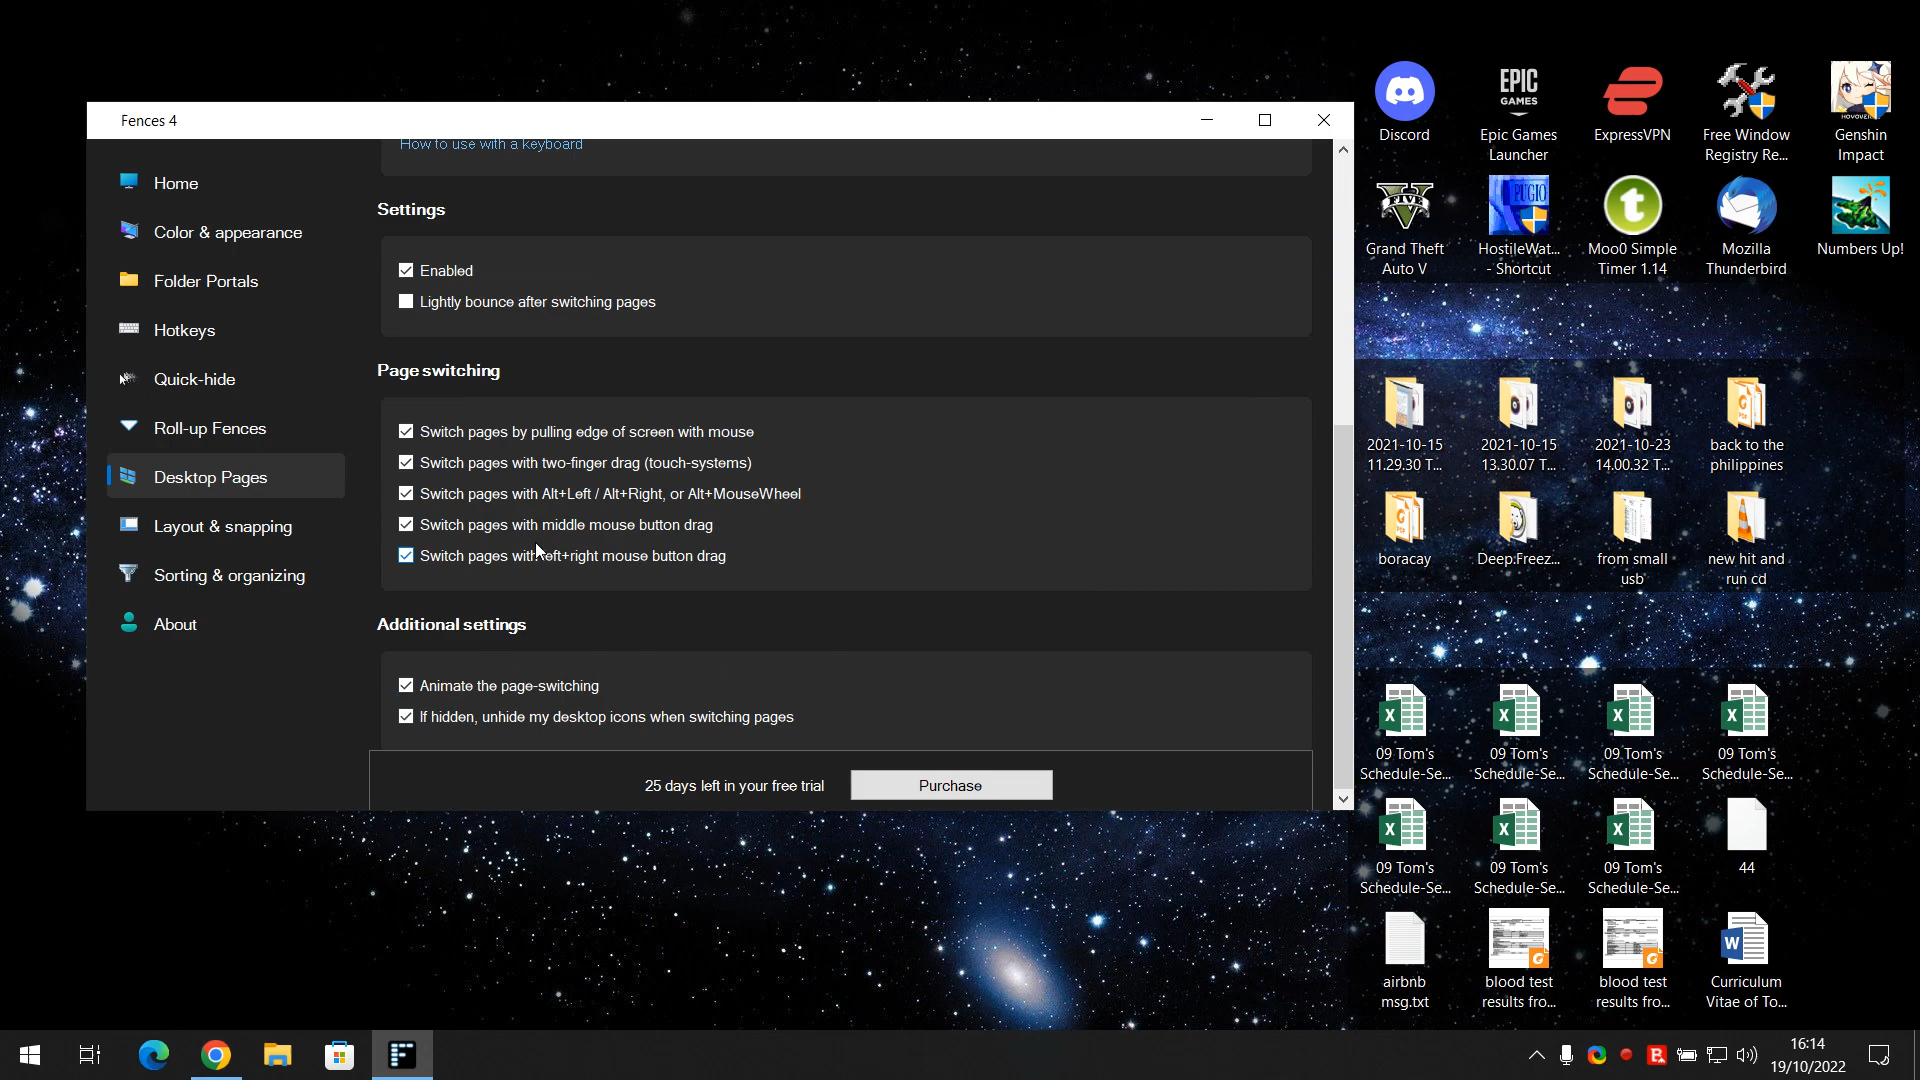 Fences 4
How to use with a keyboard
Home
Color & appearance
Folder Portals
Hotkeys
Quick-hide
Roll-up Fences
Desktop Pages
Layout & snapping
Sorting & organizing
About
Settings
Enabled
Lightly bounce after switching pages
Page switching
Switch pages by pulling edge of screen with mouse
Switch pages with two-finger drag (touch-systems)
Switch pages with Alt+Left / Alt+Right, or Alt+MouseWheel
Switch pages with middle mouse button drag
Switch pages with left+right mouse button drag
Additional settings
Animate the page-switching
If hidden, unhide my desktop icons when switching pages
25 days left in your free trial
Purchase
EPIC
GAMES
HOYOVER
Discord
Epic Games
Launcher
ExpressVPN
Free Window
Registry Re...
Genshin
Impact
FIVE
PUGIO
t
Grand Theft
Auto V
HostileWat...
- Shortcut
Moo0 Simple
Timer 1.14
Mozilla
Thunderbird
Numbers Up!
PDF
2021-10-15
11.29.30 T...
2021-10-15
13.30.07 T...
2021-10-23
14.00.32 T...
back to the
philippines
PDF
boracay
Deep.Freez...
from small
usb
new hit and
run cd
X X X X
09 Tom's
Schedule-Se...
09 Tom's
Schedule-Se...
09 Tom's
Schedule-Se...
09 Tom's
Schedule-Se...
X X X
09 Tom's
Schedule-Se...
09 Tom's
Schedule-Se...
09 Tom's
Schedule-Se...
44
W
airbnb
msg.txt
blood test
results fro...
blood test
results fro...
Curriculum
Vitae of To...
16:14
19/10/2022